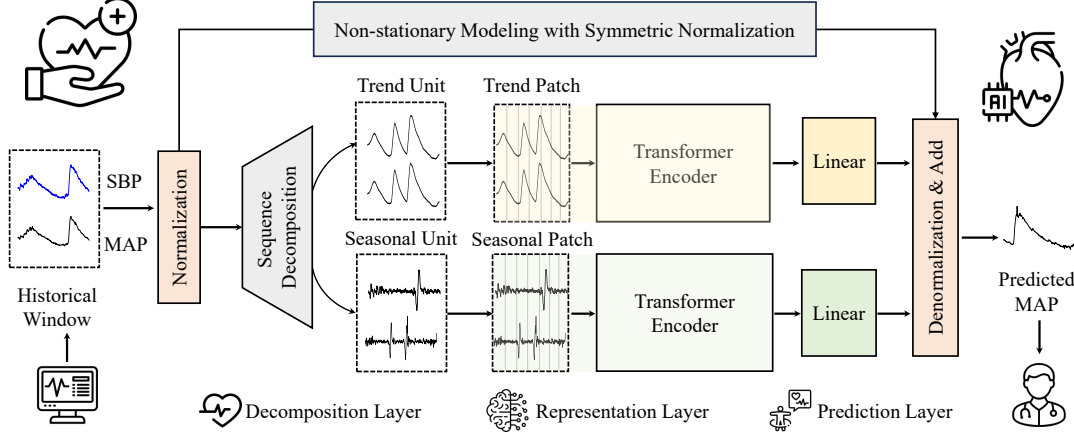 Non-stationary Modeling with Symmetric Normalization
Trend Unit
Trend Patch
AI
SBP
MAP
Normalization
Sequence
Decomposition
Transformer
Encoder
Linear
Denormalization & Add
Seasonal Unit
Seasonal Patch
Transformer
Encoder
Linear
Historical
Window
Predicted
MAP
Decomposition Layer
Representation Layer
Prediction Layer